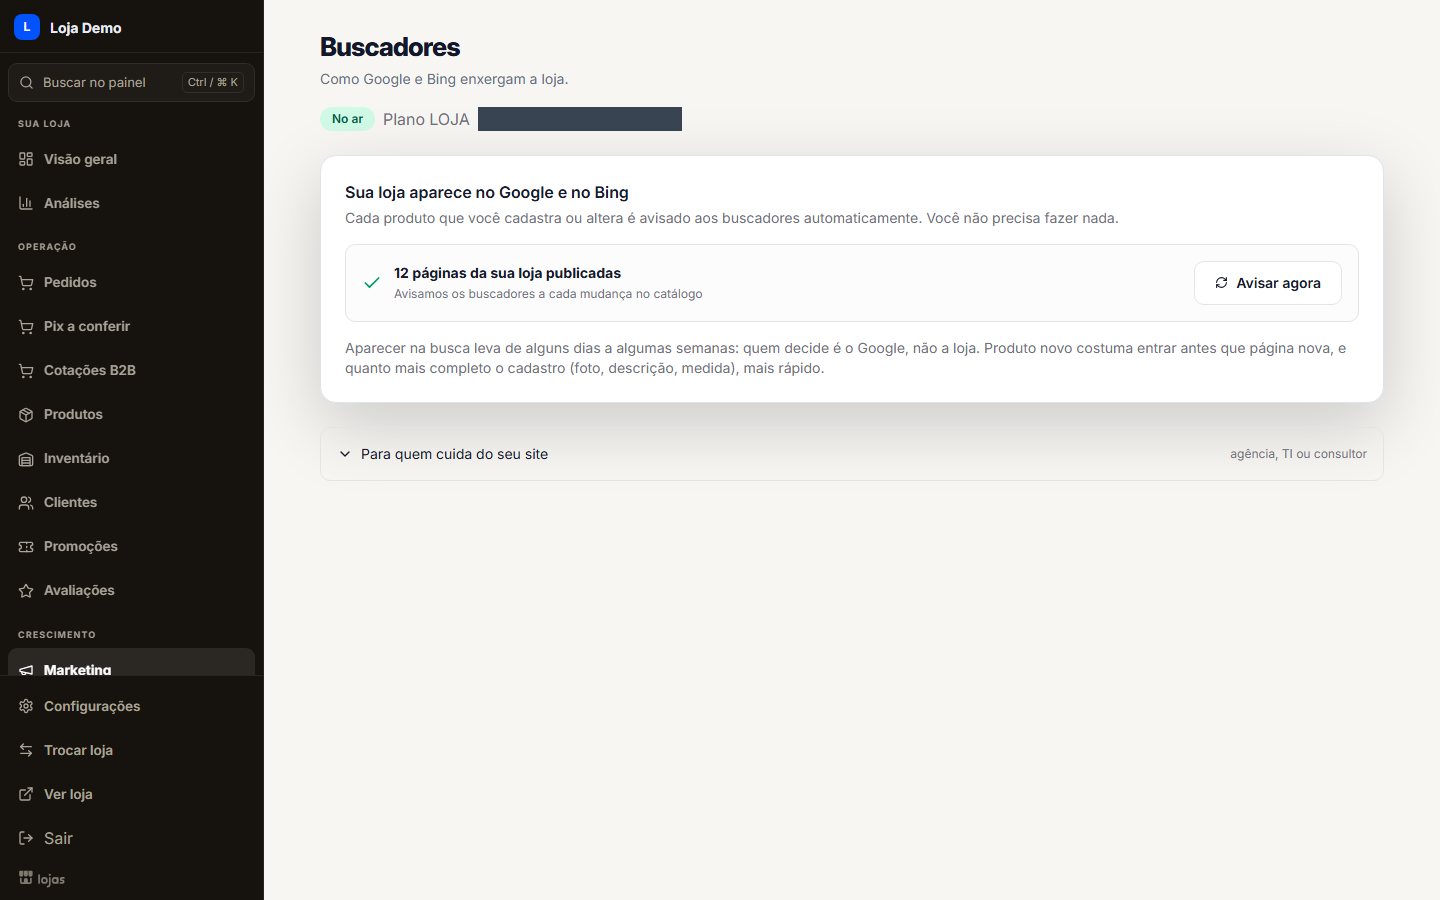 L
Loja Demo
Buscar no painel
Ctrl / ⌘ K
SUA LOJA
Visão geral
Análises
OPERAÇÃO
Pedidos
Pix a conferir
Cotações B2B
Produtos
Inventário
Clientes
Promoções
Avaliações
CRESCIMENTO
Marketing
Configurações
Trocar loja
Ver loja
Sair
lojas
Buscadores
Como Google e Bing enxergam a loja.
No ar
Plano LOJA
Sua loja aparece no Google e no Bing
Cada produto que você cadastra ou altera é avisado aos buscadores automaticamente. Você não precisa fazer nada.
12 páginas da sua loja publicadas
Avisamos os buscadores a cada mudança no catálogo
Avisar agora
Aparecer na busca leva de alguns dias a algumas semanas: quem decide é o Google, não a loja. Produto novo costuma entrar antes que página nova, e
quanto mais completo o cadastro (foto, descrição, medida), mais rápido.
Para quem cuida do seu site
agência, TI ou consultor